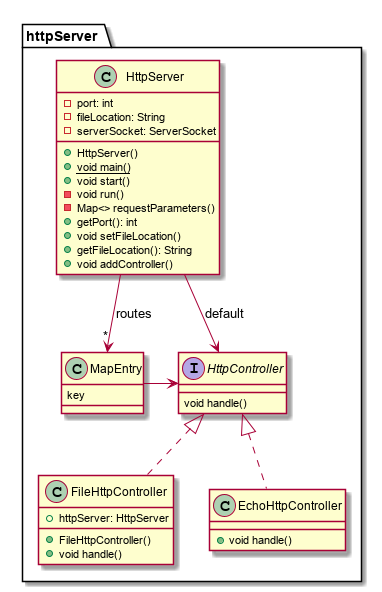 httpServer
C HttpServer
port: int
fileLocation: String
serverSocket: ServerSocket
HttpServer()
void main()
void start()
void run()
Map<> requestParameters()
getPort(): int
void setFileLocation()
getFileLocation(): String
void addController()
routes
default
*
C MapEntry
key
I HttpController
void handle()
C FileHttpController
httpServer: HttpServer
FileHttpController()
void handle()
C EchoHttpController
void handle()